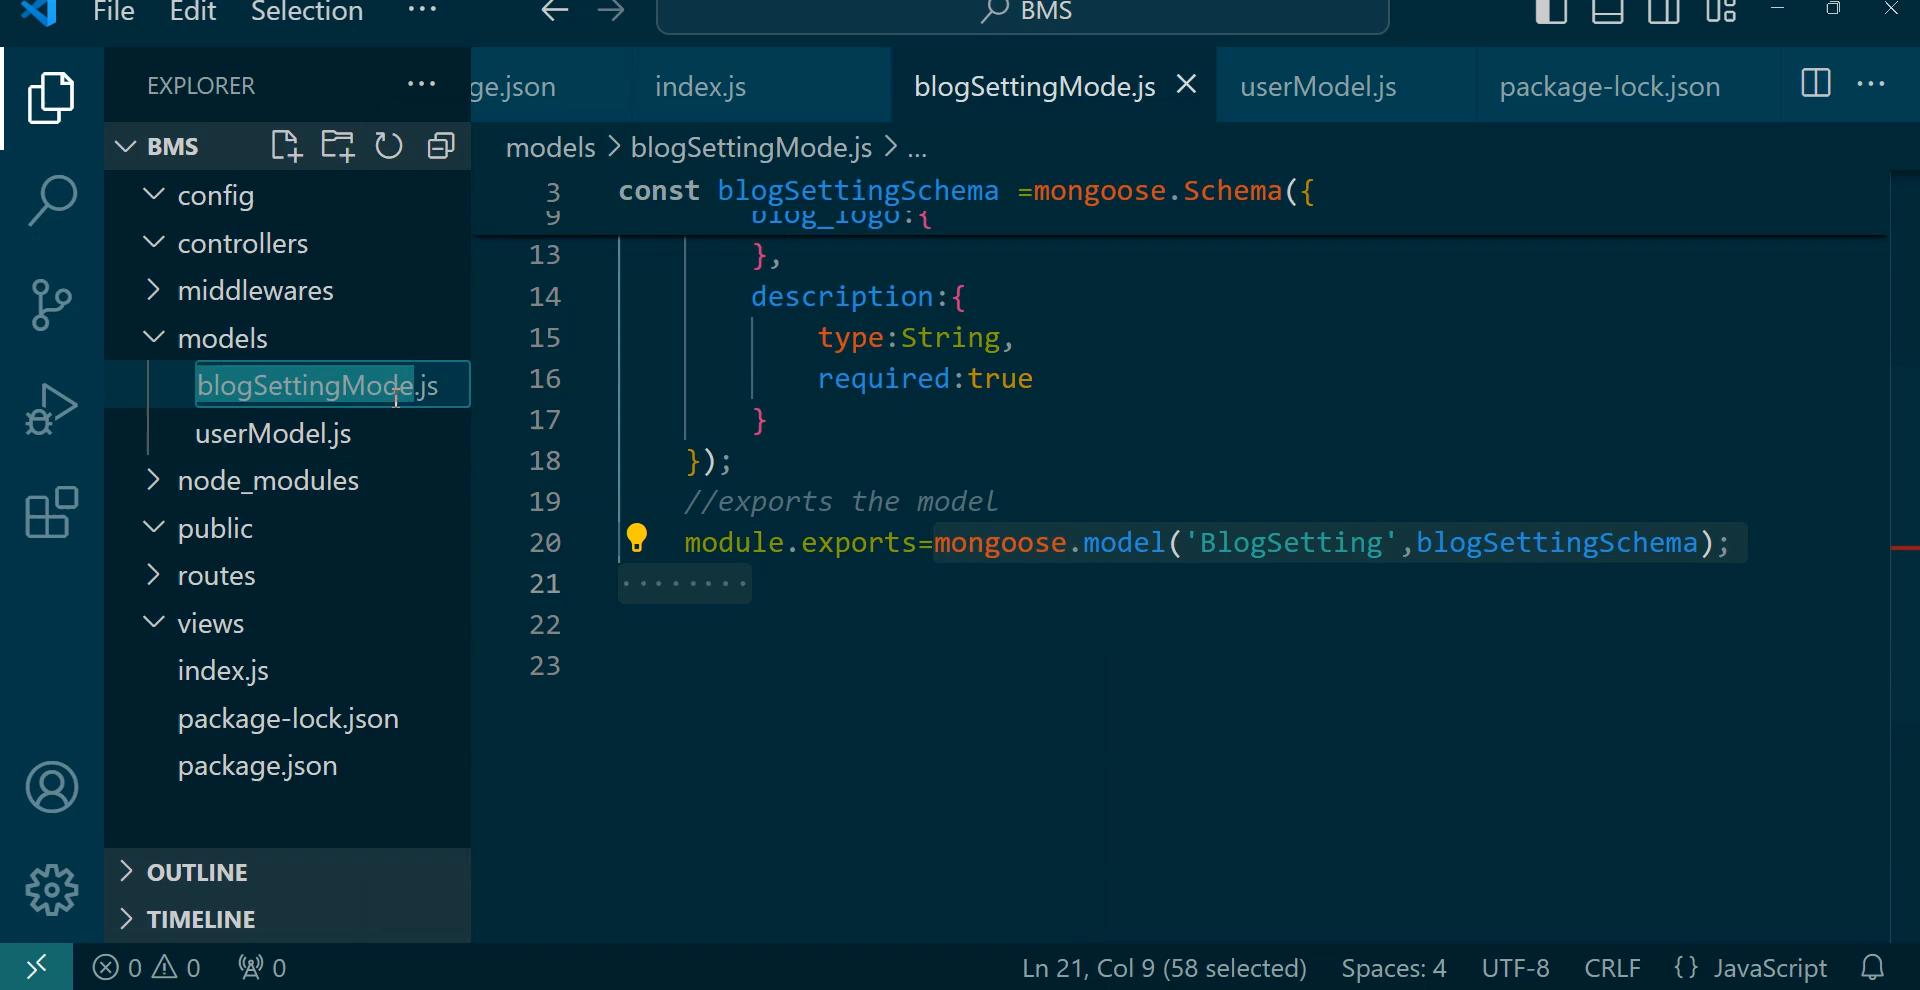 File Edit Selection ··· BMS
EXPLORER ···
ge.json index.js blogSettingMode.js userModel.js package-lock.json ···
BMS
models > blogSettingMode.js > ...
config
controllers
middlewares
models
blogSettingMode.js
userModel.js
node_modules
public
routes
views
index.js
package-lock.json
package.json
OUTLINE
TIMELINE
3 const blogSettingSchema =mongoose.Schema({
9 blog_logo:{
13 },
14 description:{
15 type:String,
16 required:true
17 }
18 });
19 //exports the model
20 module.exports=mongoose.model('BlogSetting',blogSettingSchema);
21 ········
22
23
0 0 0 Ln 21, Col 9 (58 selected) Spaces: 4 UTF-8 CRLF {} JavaScript